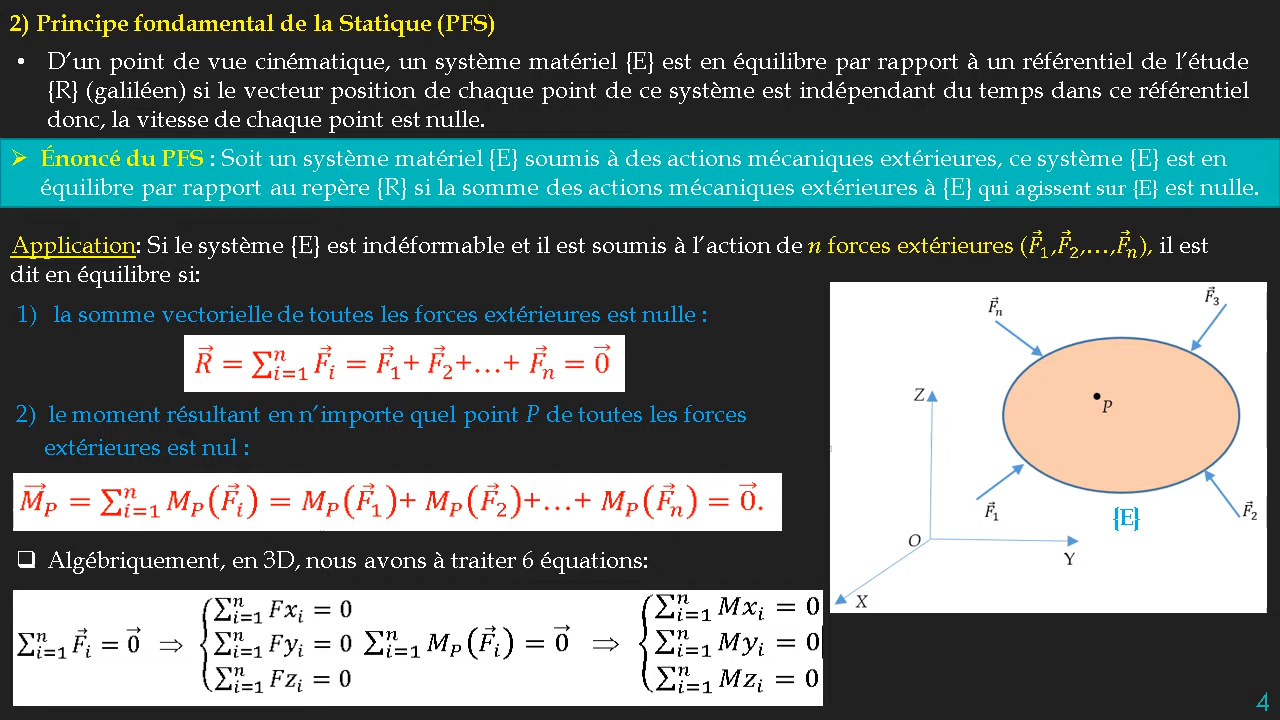 2) Principe fondamental de la Statique (PFS)
• D’un point de vue cinématique, un système matériel {E} est en équilibre par rapport à un référentiel de l’étude
{R} (galiléen) si le vecteur position de chaque point de ce système est indépendant du temps dans ce référentiel
donc, la vitesse de chaque point est nulle.
➢ Énoncé du PFS : Soit un système matériel {E} soumis à des actions mécaniques extérieures, ce système {E} est en
équilibre par rapport au repère {R} si la somme des actions mécaniques extérieures à {E} qui agissent sur {E} est nulle.
Application: Si le système {E} est indéformable et il est soumis à l’action de n forces extérieures (F⃗₁,F⃗₂,…,F⃗ₙ), il est
dit en équilibre si:
1) la somme vectorielle de toutes les forces extérieures est nulle :
R⃗ = ∑ⁿᵢ₌₁ F⃗ᵢ = F⃗₁+ F⃗₂+…+ F⃗ₙ = 0⃗
2) le moment résultant en n’importe quel point P de toutes les forces
extérieures est nul :
M⃗_P = ∑ⁿᵢ₌₁ M_P(F⃗ᵢ) = M_P(F⃗₁)+ M_P(F⃗₂)+…+ M_P(F⃗ₙ) = 0⃗.
❑ Algébriquement, en 3D, nous avons à traiter 6 équations:
∑ⁿᵢ₌₁ F⃗ᵢ = 0⃗ ⇒ {
∑ⁿᵢ₌₁ Fxᵢ = 0
∑ⁿᵢ₌₁ Fyᵢ = 0
∑ⁿᵢ₌₁ Fzᵢ = 0
∑ⁿᵢ₌₁ M_P(F⃗ᵢ) = 0⃗ ⇒ {
∑ⁿᵢ₌₁ Mxᵢ = 0
∑ⁿᵢ₌₁ Myᵢ = 0
∑ⁿᵢ₌₁ Mzᵢ = 0
F⃗ₙ
F⃗₃
Z
P
F⃗₁
{E}
F⃗₂
O
Y
X
4